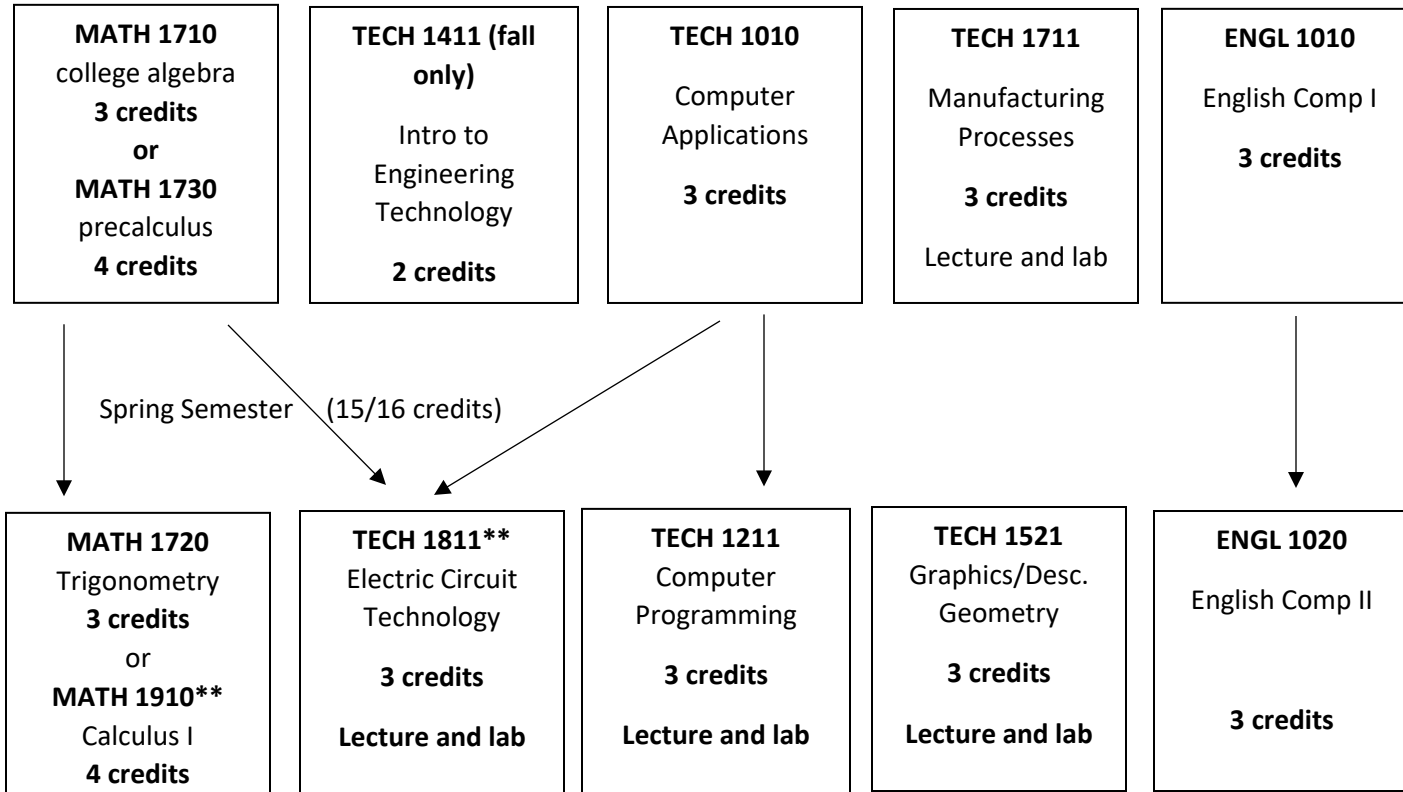 MATH 1710
college algebra
3 credits
or
MATH 1730
precalculus
4 credits
TECH 1411 (fall
only)
Intro to
Engineering
Technology
2 credits
TECH 1010
Computer
Applications
3 credits
TECH 1711
Manufacturing
Processes
3 credits
Lecture and lab
ENGL 1010
English Comp I
3 credits
Spring Semester (15/16 credits)
MATH 1720
Trigonometry
3 credits
or
MATH 1910**
Calculus I
4 credits
TECH 1811**
Electric Circuit
Technology
3 credits
Lecture and lab
TECH 1211
Computer
Programming
3 credits
Lecture and lab
TECH 1521
Graphics/Desc.
Geometry
3 credits
Lecture and lab
ENGL 1020
English Comp II
3 credits